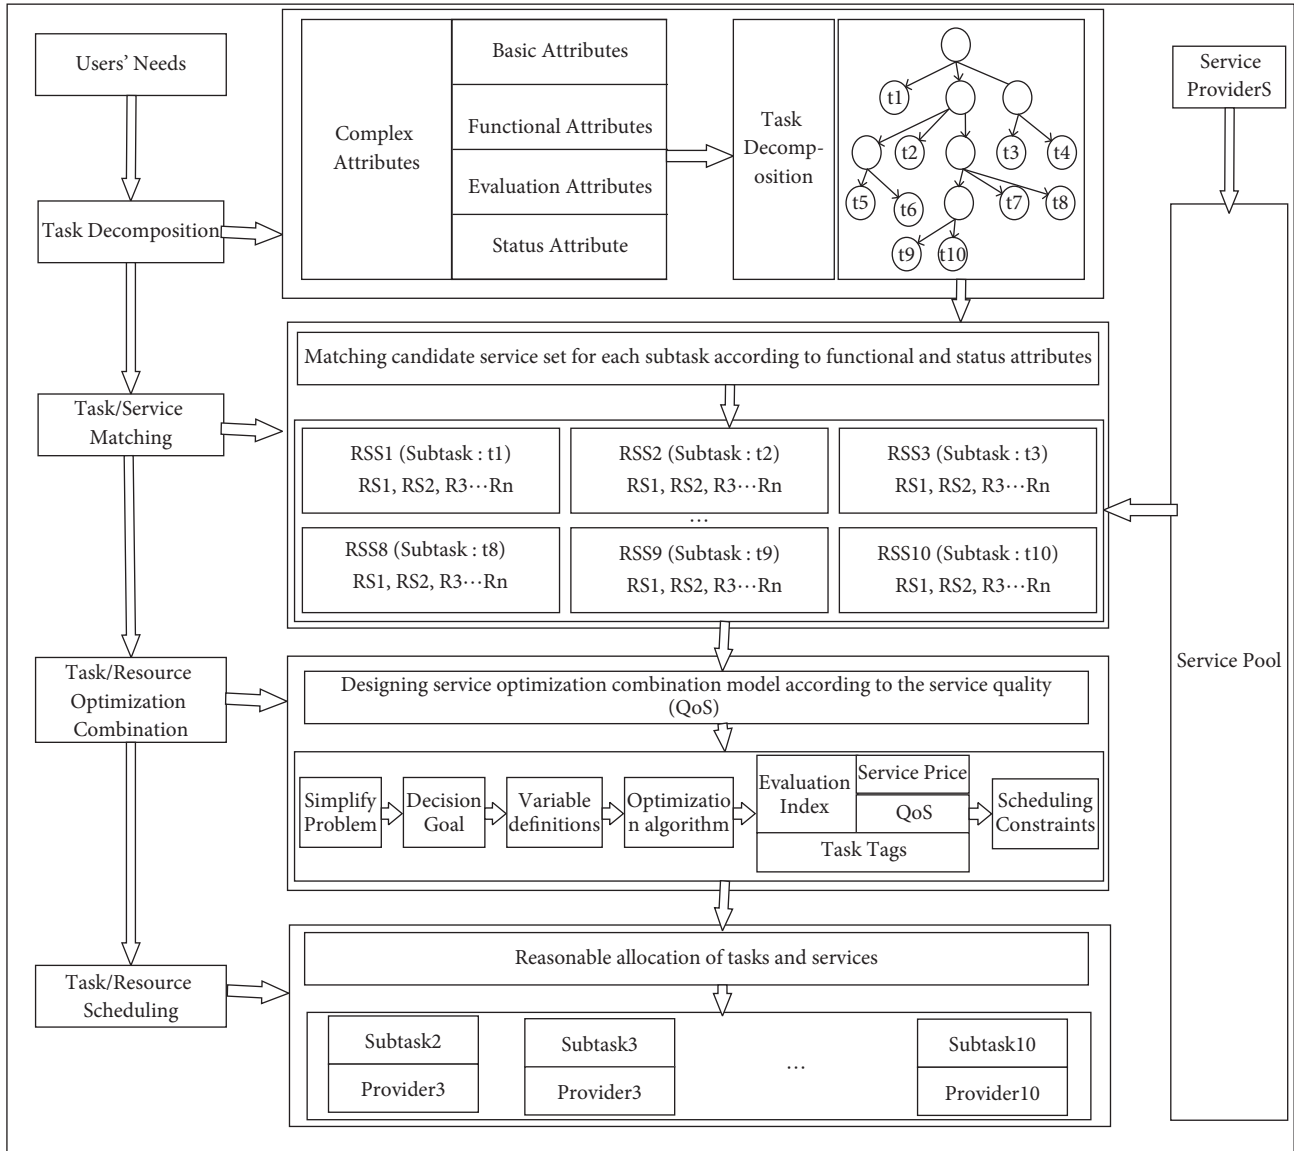 Users' Needs
Task Decomposition
Task/Service
Matching
Task/Resource
Optimization
Combination
Task/Resource
Scheduling
Complex
Attributes
Basic Attributes
Functional Attributes
Evaluation Attributes
Status Attribute
Task
Decomp-
osition
t1
t2
t3
t4
t5
t6
t7
t8
t9
t10
Service
ProviderS
Service Pool
Matching candidate service set for each subtask according to functional and status attributes
RSS1 (Subtask : t1)
RS1, RS2, R3⋯Rn
RSS2 (Subtask : t2)
RS1, RS2, R3⋯Rn
RSS3 (Subtask : t3)
RS1, RS2, R3⋯Rn
...
RSS8 (Subtask : t8)
RS1, RS2, R3⋯Rn
RSS9 (Subtask : t9)
RS1, RS2, R3⋯Rn
RSS10 (Subtask : t10)
RS1, RS2, R3⋯Rn
Designing service optimization combination model according to the service quality
(QoS)
Simplify
Problem
Decision
Goal
Variable
definitions
Optimizatio
n algorithm
Evaluation
Index
Service Price
QoS
Task Tags
Scheduling
Constraints
Reasonable allocation of tasks and services
Subtask2
Provider3
Subtask3
Provider3
...
Subtask10
Provider10